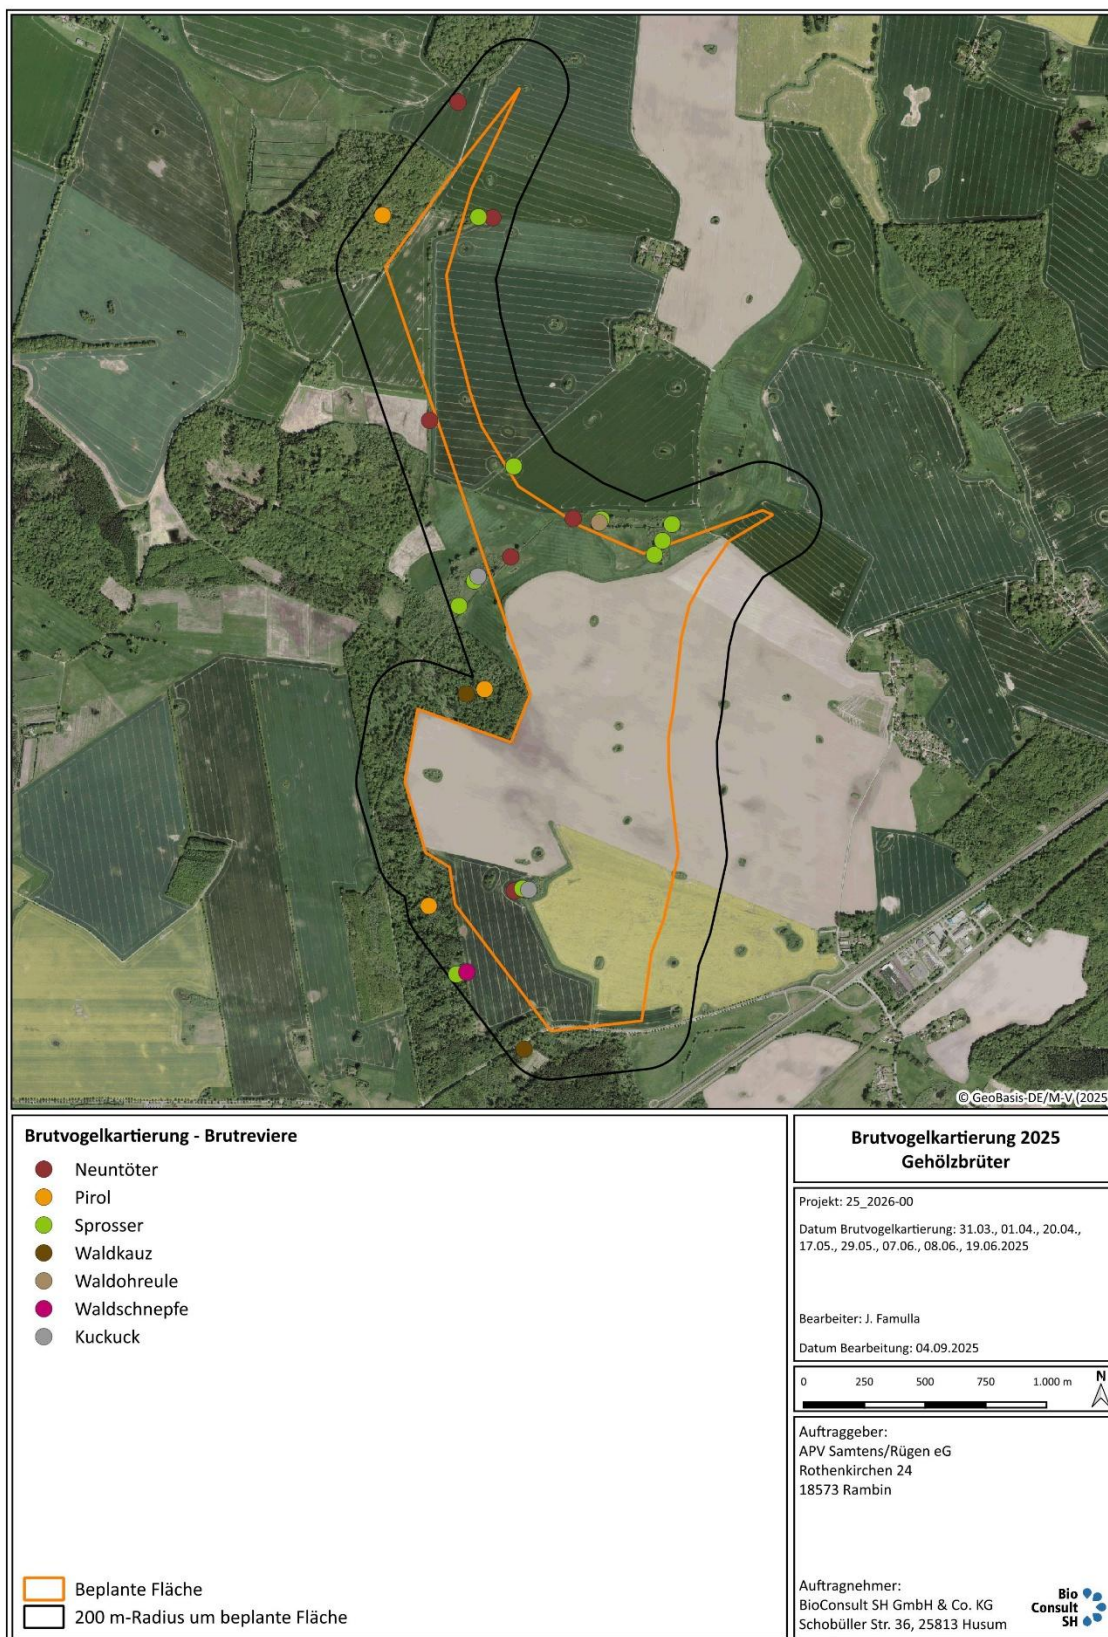 © GeoBasis-DE/M-V (2025
Brutvogelkartierung - Brutreviere
Neuntöter
Pirol
Sprosser
Waldkauz
Waldohreule
Waldschnepfe
Kuckuck
Beplante Fläche
200 m-Radius um beplante Fläche
Brutvogelkartierung 2025
Gehölzbrüter
Projekt: 25_2026-00
Datum Brutvogelkartierung: 31.03., 01.04., 20.04.,
17.05., 29.05., 07.06., 08.06., 19.06.2025
Bearbeiter: J. Famulla
Datum Bearbeitung: 04.09.2025
0 250 500 750 1.000 m
N
Auftraggeber:
APV Samtens/Rügen eG
Rothenkirchen 24
18573 Rambin
Auftragnehmer:
BioConsult SH GmbH & Co. KG
Schobüller Str. 36, 25813 Husum
Bio
Consult
SH